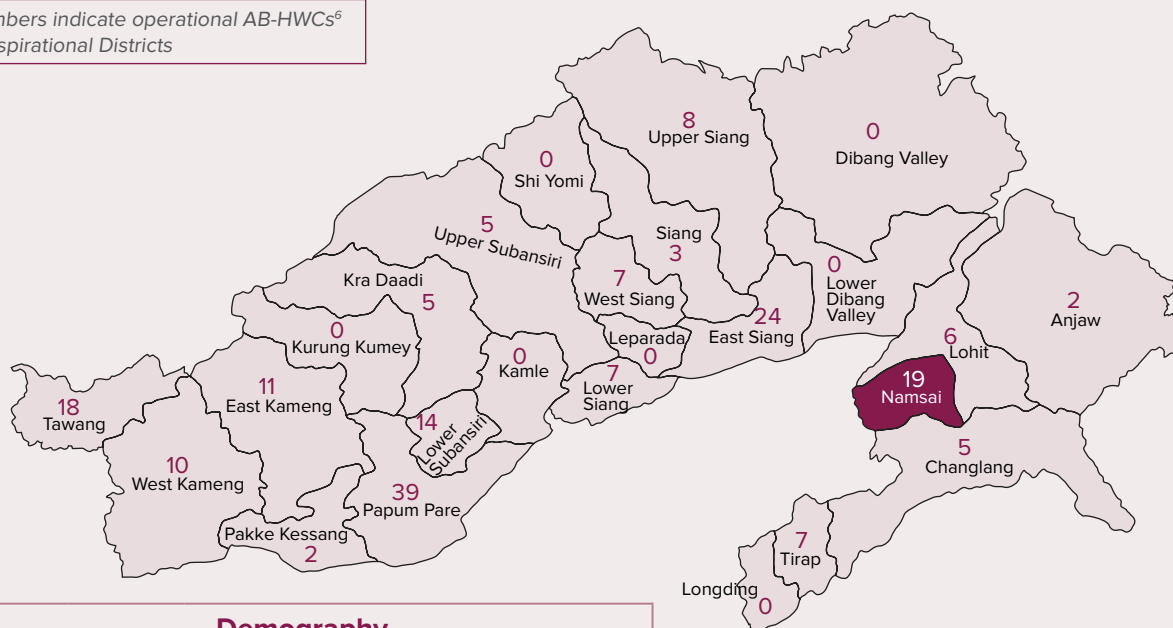 indicate operational AB-HWCs⁶
Districts
8
Upper Siang
0
Dibang Valley
0
Shi Yomi
5
Upper Subansiri
Siang
3
7
West Siang
0
Lower
Dibang
Valley
2
Anjaw
Kra Daadi
5
0
Kurung Kumey
24
East Siang
Leparada
0
6
Lohit
0
Kamle
7
Lower
Siang
19
Namsai
11
East Kameng
18
Tawang
14
Lower
Subansiri
5
Changlang
10
West Kameng
39
Papum Pare
Pakke Kessang
2
7
Tirap
Longding
0
Demography